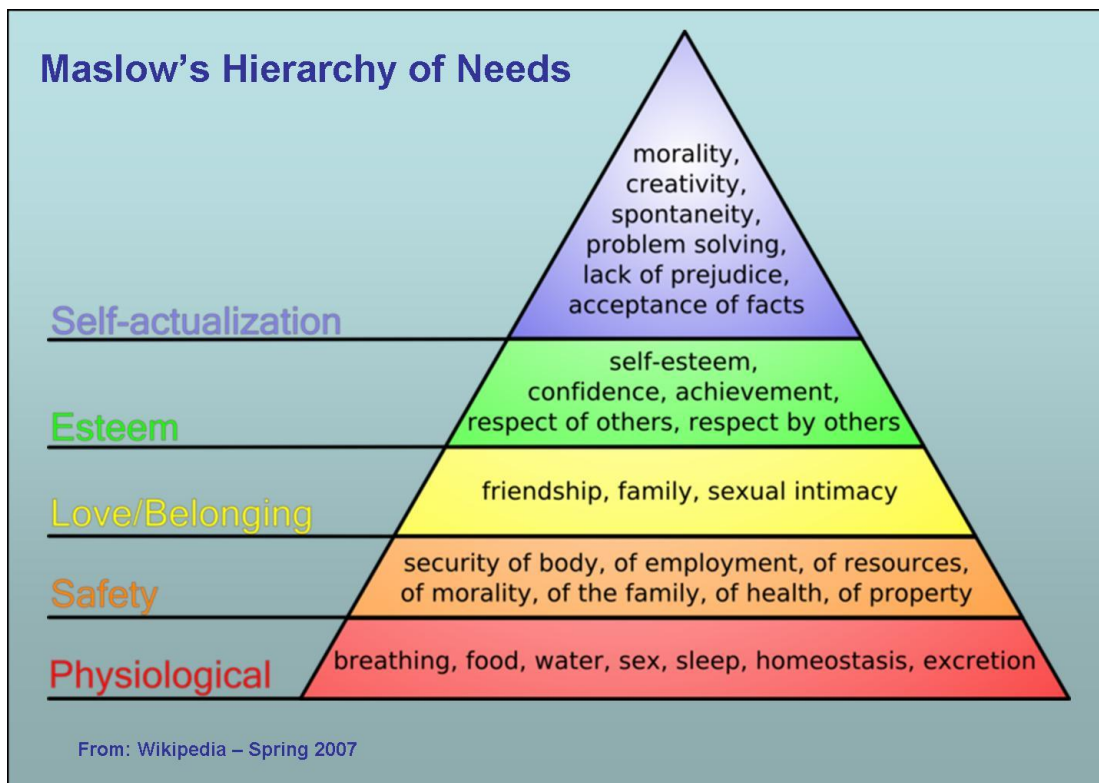 Maslow's Hierarchy of Needs
morality,
creativity,
spontaneity,
problem solving,
lack of prejudice,
acceptance of facts
Self-actualization
self-esteem,
confidence, achievement,
respect of others, respect by others
Esteem
friendship, family, sexual intimacy
Love/Belonging
security of body, of employment, of resources,
of morality, of the family, of health, of property
Safety
breathing, food, water, sex, sleep, homeostasis, excretion
Physiological
From: Wikipedia – Spring 2007